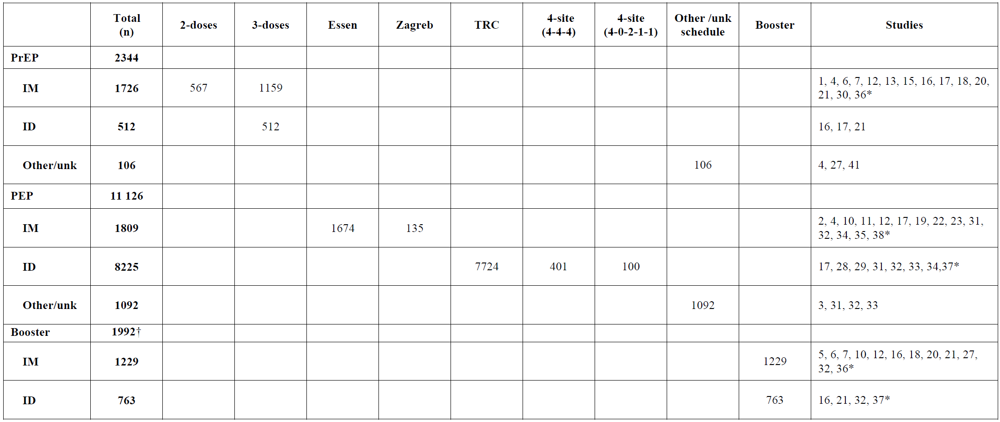 Total (n) 2-doses 3-doses Essen Zagreb TRC 4-site (4-4-4) 4-site (4-0-2-1-1) Other /unk schedule Booster Studies
PrEP 2344
IM 1726 567 1159 1, 4, 6, 7, 12, 13, 15, 16, 17, 18, 20,
21, 30, 36*
ID 512 512 16, 17, 21
Other/unk 106 106 4, 27, 41
PEP 11 126
IM 1809 1674 135 2, 4, 10, 11, 12, 17, 19, 22, 23, 31,
32, 34, 35, 38*
ID 8225 7724 401 100 17, 28, 29, 31, 32, 33, 34,37*
Other/unk 1092 1092 3, 31, 32, 33
Booster 1992†
IM 1229 1229 5, 6, 7, 10, 12, 16, 18, 20, 21, 27,
32, 36*
ID 763 763 16, 21, 32, 37*